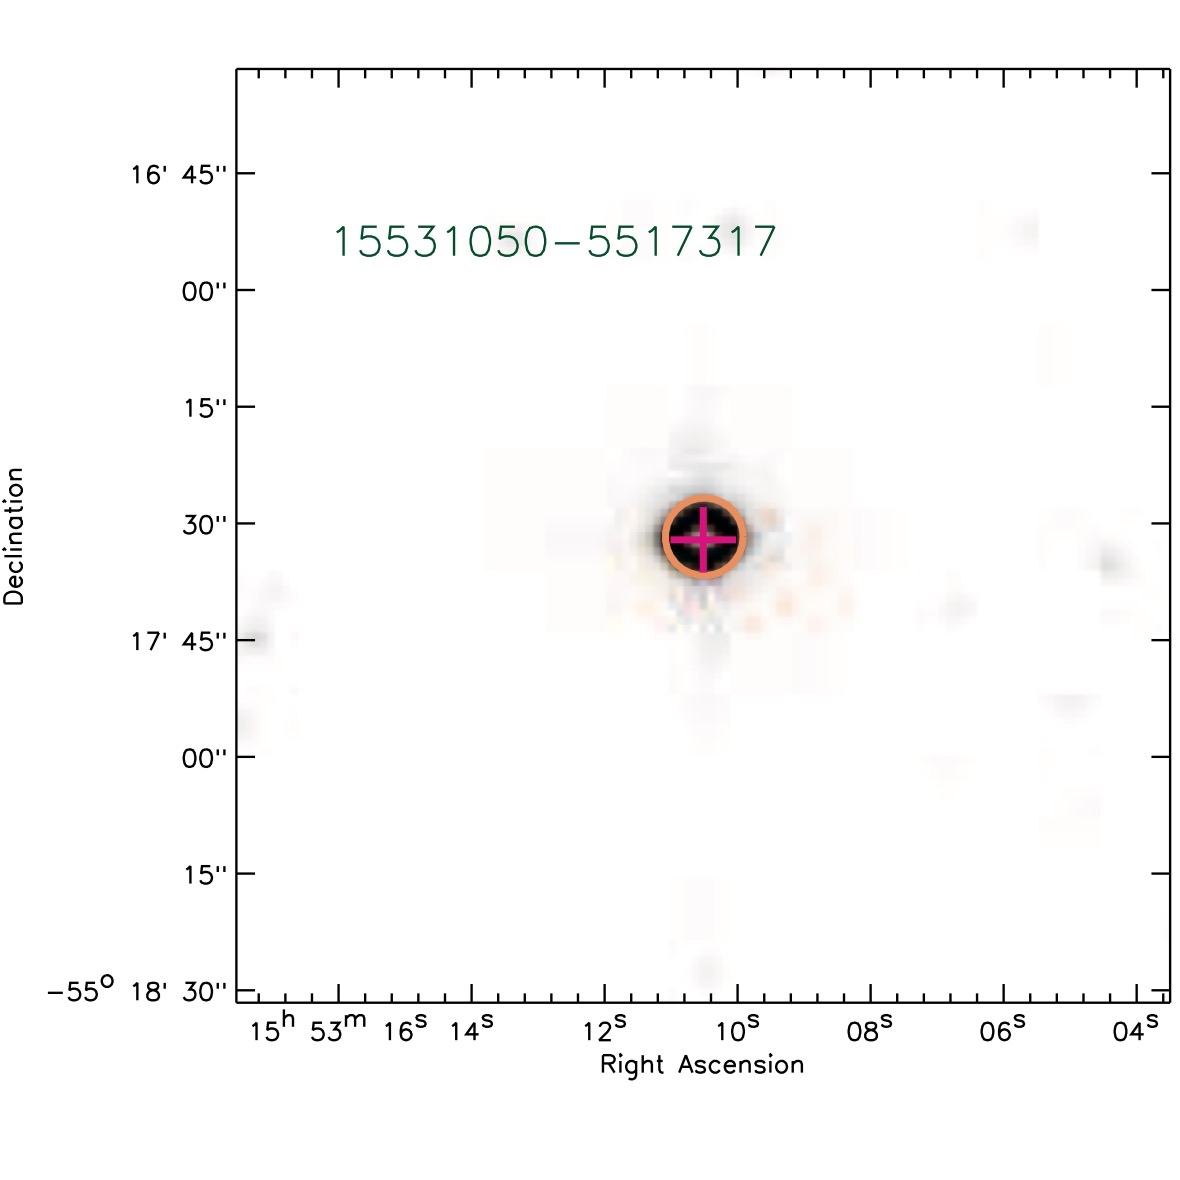 16' 45"
15531050-5517317
00"
15"
30"
17' 45"
00"
15"
-55° 18' 30"
15h 53m 16s 14s 12s 10s 08s 06s 04s
Right Ascension
Declination